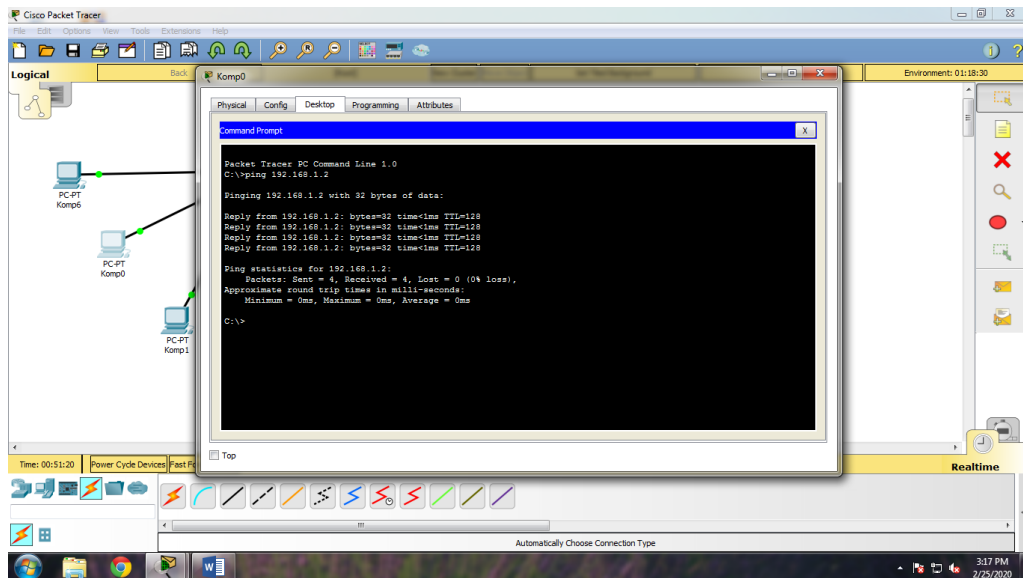 Cisco Packet Tracer
File Edit Options View Tools Extensions Help
Logical
Back
Environment: 01:18:30
Komp0
Physical Config Desktop Programming Attributes
Command Prompt
X
Packet Tracer PC Command Line 1.0
C:\>ping 192.168.1.2
Pinging 192.168.1.2 with 32 bytes of data:
Reply from 192.168.1.2: bytes=32 time<1ms TTL=128
Reply from 192.168.1.2: bytes=32 time<1ms TTL=128
Reply from 192.168.1.2: bytes=32 time<1ms TTL=128
Reply from 192.168.1.2: bytes=32 time<1ms TTL=128
Ping statistics for 192.168.1.2:
Packets: Sent = 4, Received = 4, Lost = 0 (0% loss),
Approximate round trip times in milli-seconds:
Minimum = 0ms, Maximum = 0ms, Average = 0ms
C:\>
Top
PC-PT
Komp6
PC-PT
Komp0
PC-PT
Komp1
Time: 00:51:20
Power Cycle Devices
Fast
Realtime
Automatically Choose Connection Type
3:17 PM
2/25/2020